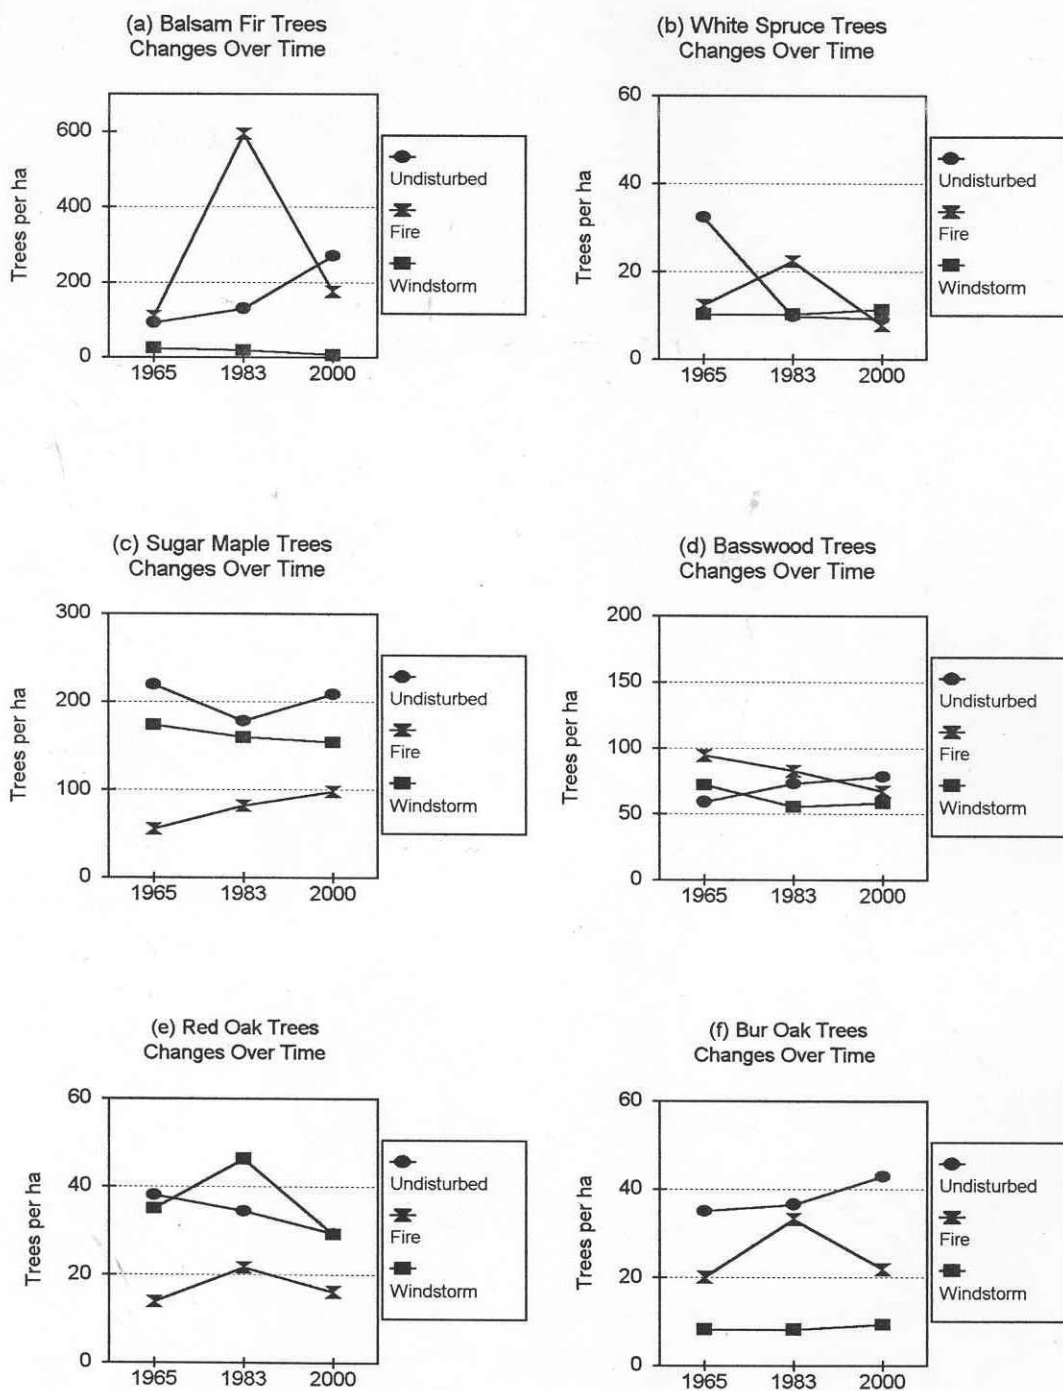 (a) Balsam Fir Trees
Changes Over Time
Trees per ha
600
400
200
0
1965 1983 2000
Undisturbed
Fire
Windstorm
(b) White Spruce Trees
Changes Over Time
Trees per ha
60
40
20
0
1965 1983 2000
Undisturbed
Fire
Windstorm
(c) Sugar Maple Trees
Changes Over Time
Trees per ha
300
200
100
0
1965 1983 2000
Undisturbed
Fire
Windstorm
(d) Basswood Trees
Changes Over Time
Trees per ha
200
150
100
50
0
1965 1983 2000
Undisturbed
Fire
Windstorm
(e) Red Oak Trees
Changes Over Time
Trees per ha
60
40
20
0
1965 1983 2000
Undisturbed
Fire
Windstorm
(f) Bur Oak Trees
Changes Over Time
Trees per ha
60
40
20
0
1965 1983 2000
Undisturbed
Fire
Windstorm